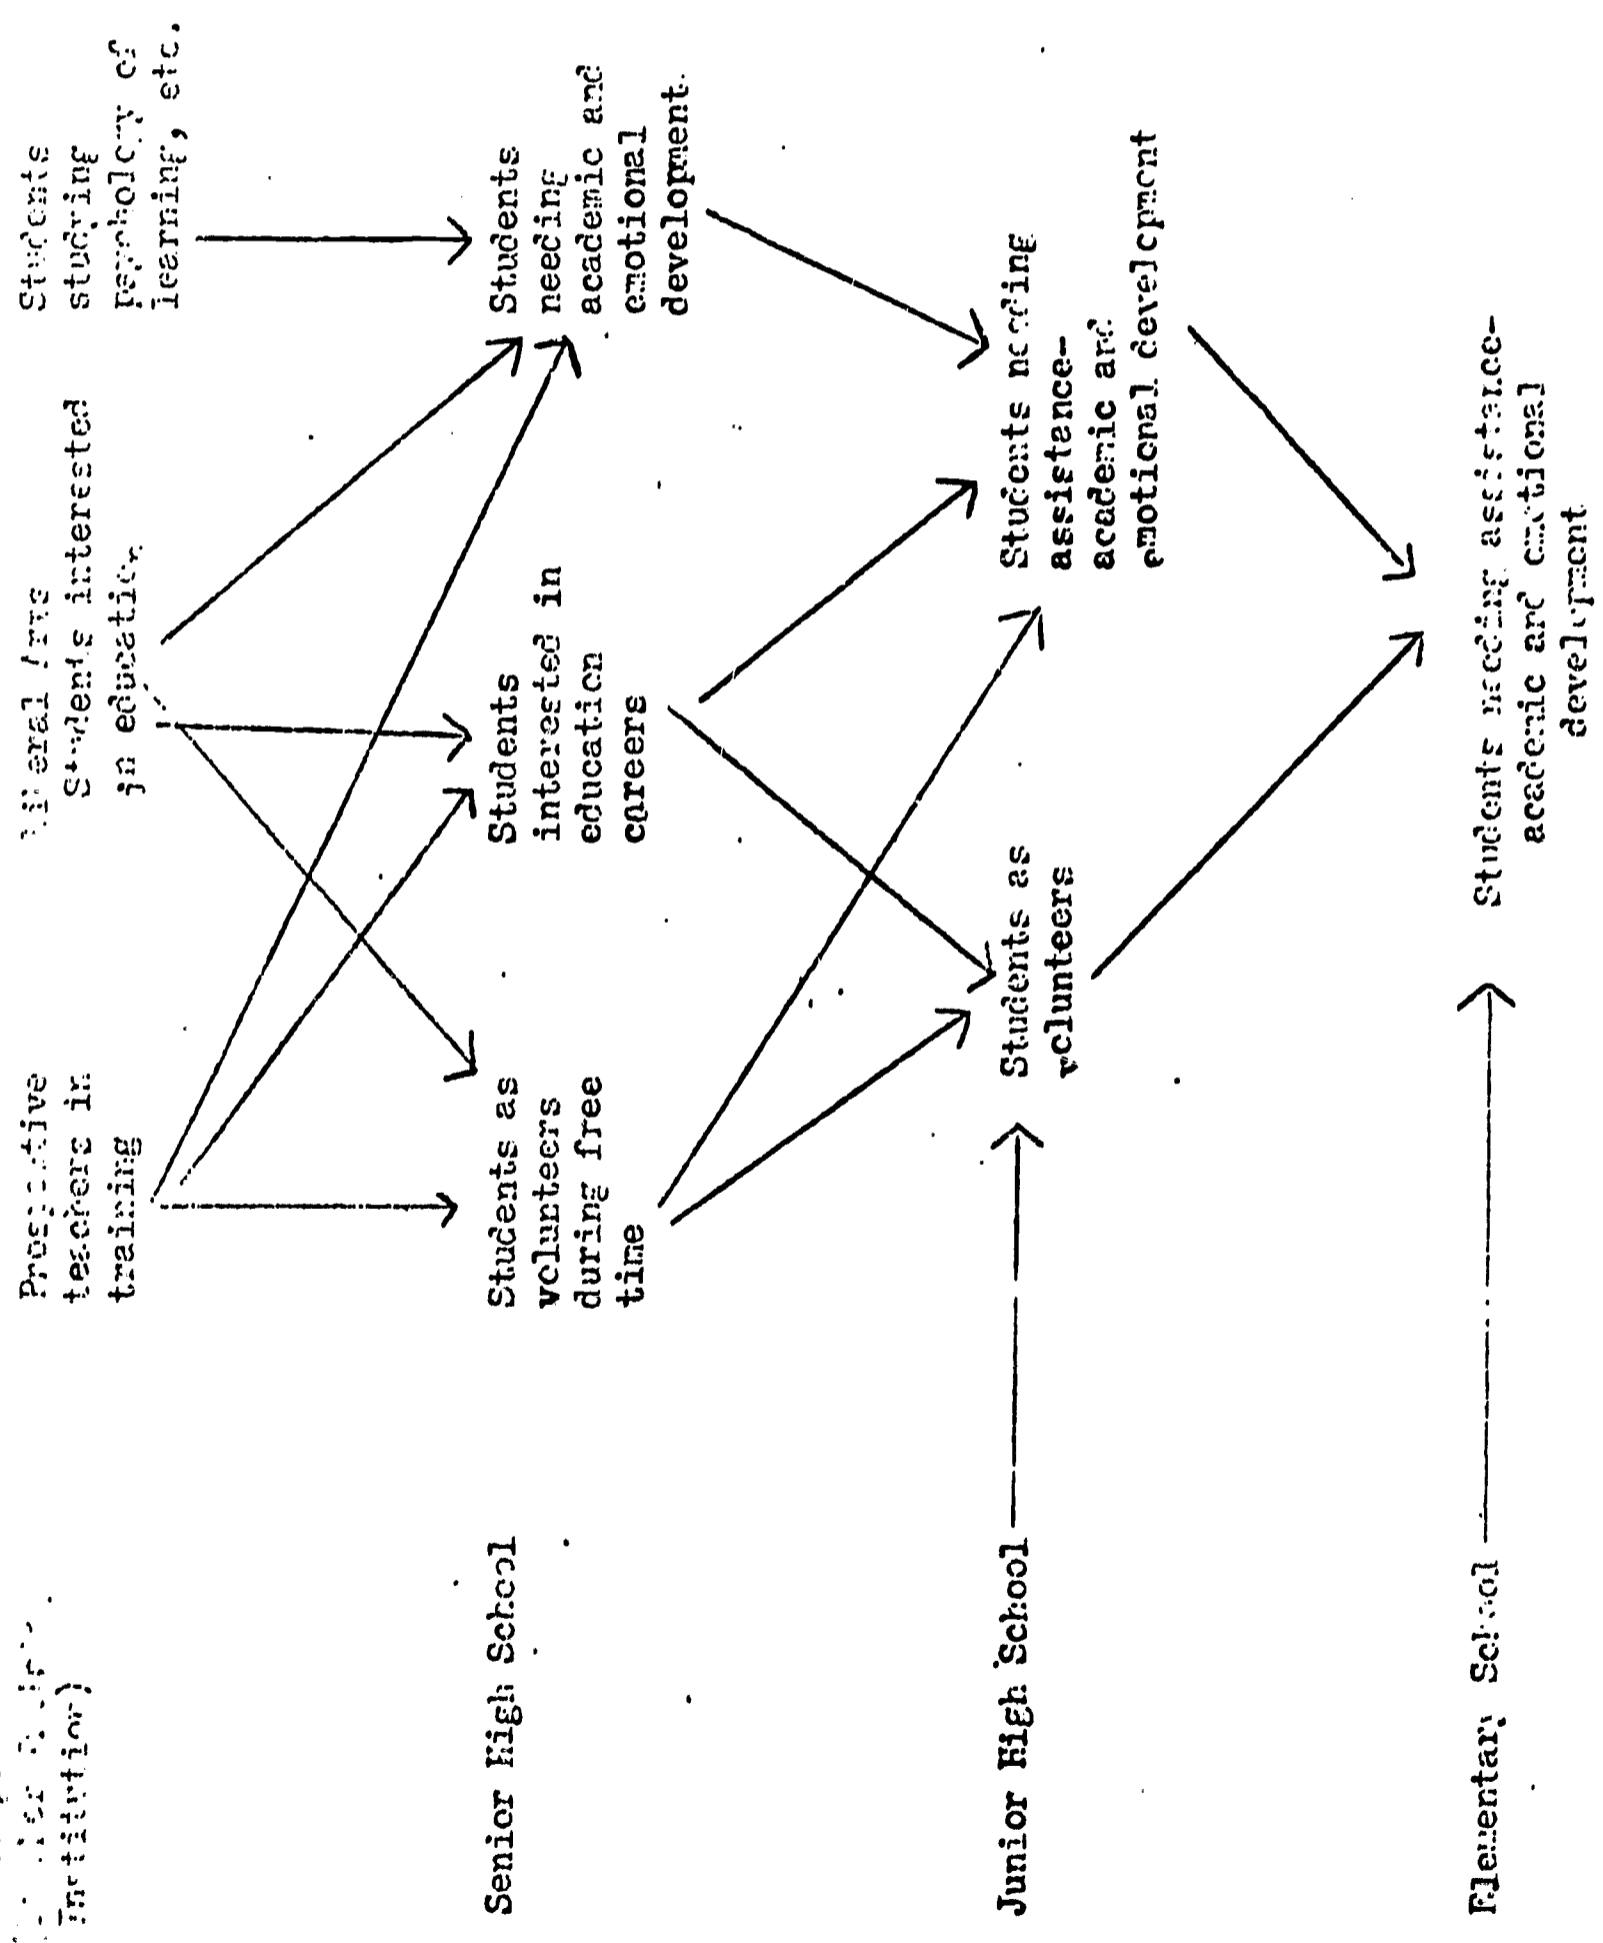 Institution)
Prospective
teachers in
training
Liberal Arts
Students interested
in education
Students
studying
psychology of
learning, etc.
Senior High School
Students as
volunteers
during free
time
Students
interested in
education
careers
Students
needing
academic and
emotional
development
Junior High School
Students as
volunteers
Students needing
assistence-
academic and
emotional development
Elementary School
Students needing assistance-
academic and emotional
development